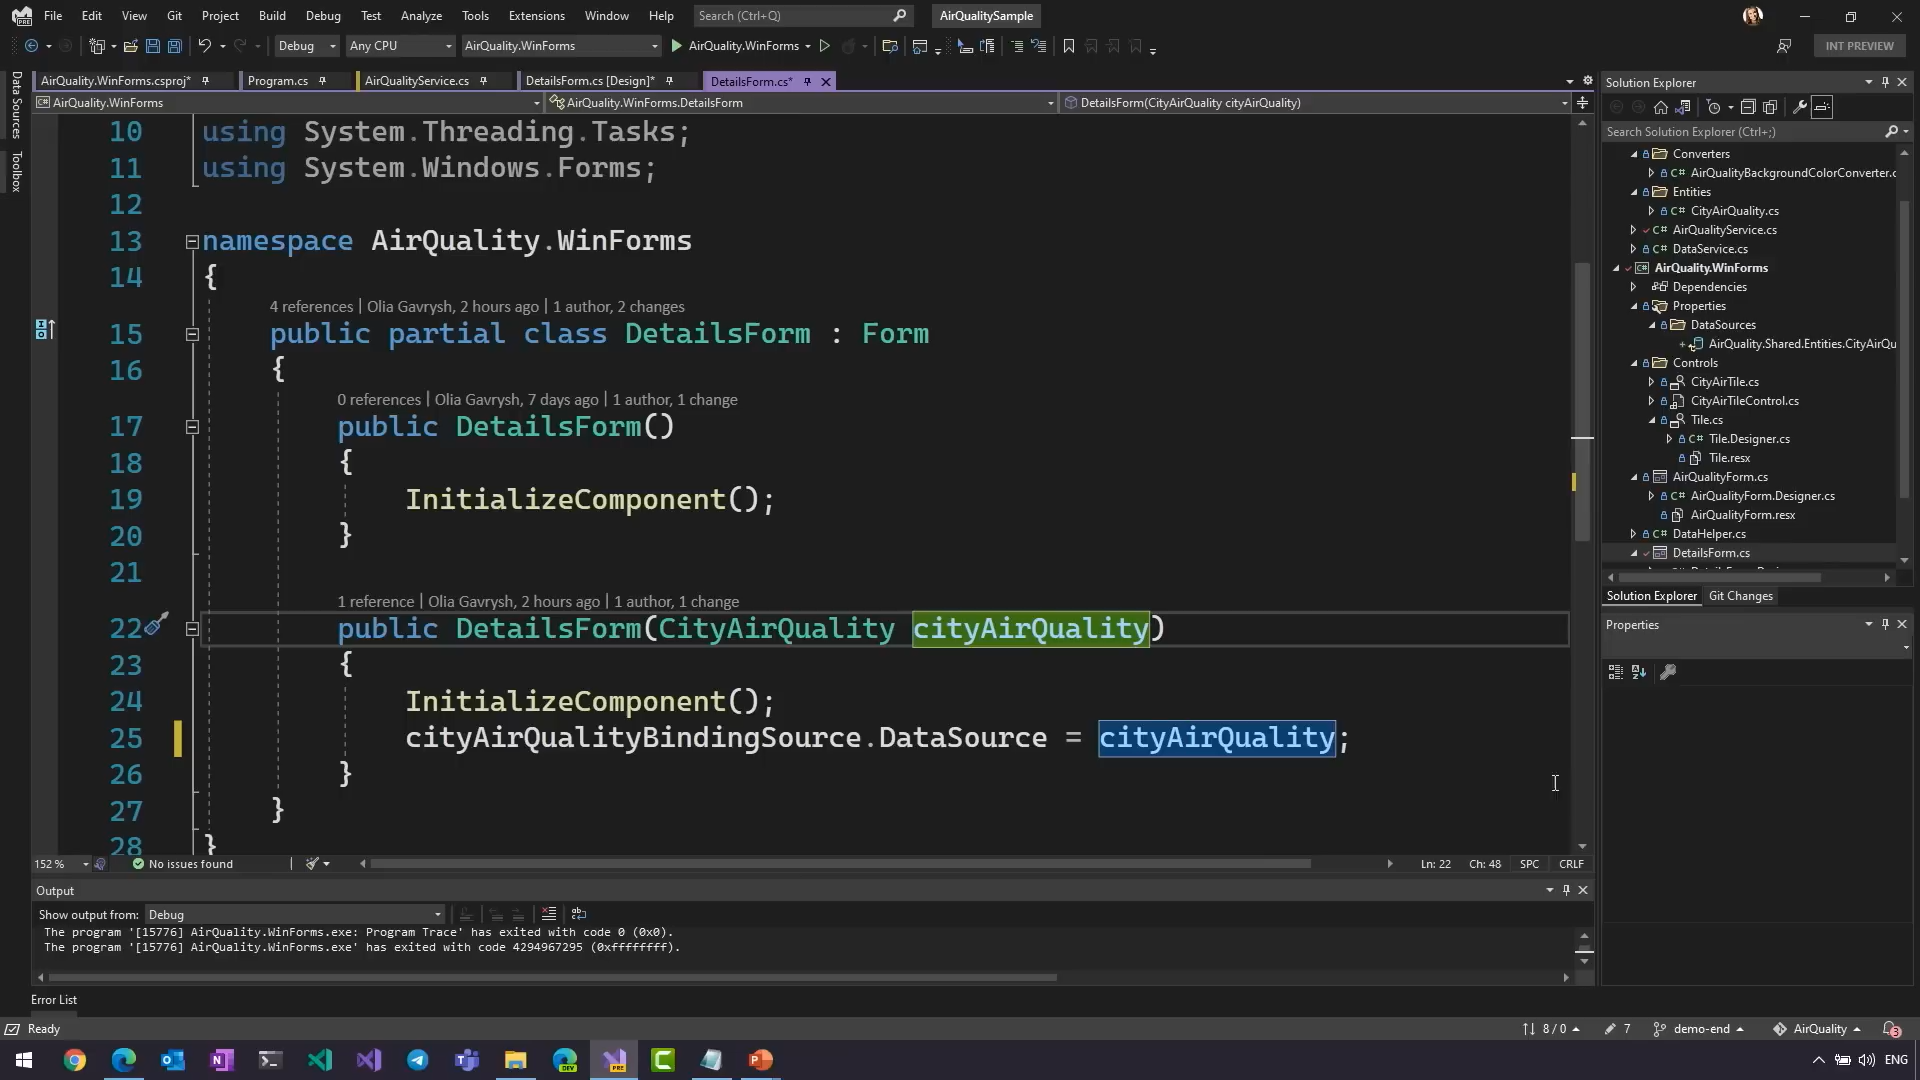 File Edit View Git Project Build Debug Test Analyze Tools Extensions Window Help Search (Ctrl+Q) AirQualitySample
Debug Any CPU AirQuality.WinForms AirQuality.WinForms INT PREVIEW
Data Sources
Toolbox
AirQuality.WinForms.csproj* Program.cs AirQualityService.cs DetailsForm.cs [Design]* DetailsForm.cs*
AirQuality.WinForms AirQuality.WinForms.DetailsForm DetailsForm(CityAirQuality cityAirQuality)
10 using System.Threading.Tasks;
11 using System.Windows.Forms;
12
13 namespace AirQuality.WinForms
14 {
4 references | Olia Gavrysh, 2 hours ago | 1 author, 2 changes
15 public partial class DetailsForm : Form
16 {
0 references | Olia Gavrysh, 7 days ago | 1 author, 1 change
17 public DetailsForm()
18 {
19 InitializeComponent();
20 }
21
1 reference | Olia Gavrysh, 2 hours ago | 1 author, 1 change
22 public DetailsForm(CityAirQuality cityAirQuality)
23 {
24 InitializeComponent();
25 cityAirQualityBindingSource.DataSource = cityAirQuality;
26 }
27 }
28 }
152 % No issues found Ln: 22 Ch: 48 SPC CRLF
Output
Show output from: Debug
The program '[15776] AirQuality.WinForms.exe: Program Trace' has exited with code 0 (0x0).
The program '[15776] AirQuality.WinForms.exe' has exited with code 4294967295 (0xffffffff).
Error List
Solution Explorer
Search Solution Explorer (Ctrl+;)
Converters
C# AirQualityBackgroundColorConverter.c
Entities
C# CityAirQuality.cs
C# AirQualityService.cs
C# DataService.cs
AirQuality.WinForms
Dependencies
Properties
DataSources
AirQuality.Shared.Entities.CityAirQu
Controls
CityAirTile.cs
CityAirTileControl.cs
Tile.cs
C# Tile.Designer.cs
Tile.resx
AirQualityForm.cs
C# AirQualityForm.Designer.cs
AirQualityForm.resx
C# DataHelper.cs
DetailsForm.cs
Solution Explorer Git Changes
Properties
Ready 8 / 0 7 demo-end AirQuality 3
DEV PRE ENG